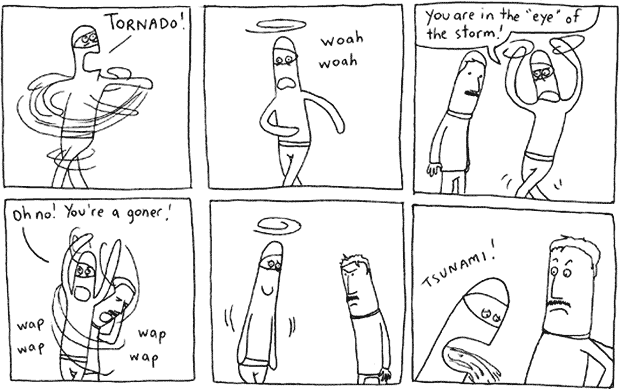 TORNADO!
woah
woah
You are in the "eye" of
the storm!
Oh no! You're a goner!
wap
wap
wap
wap
TSUNAMI!